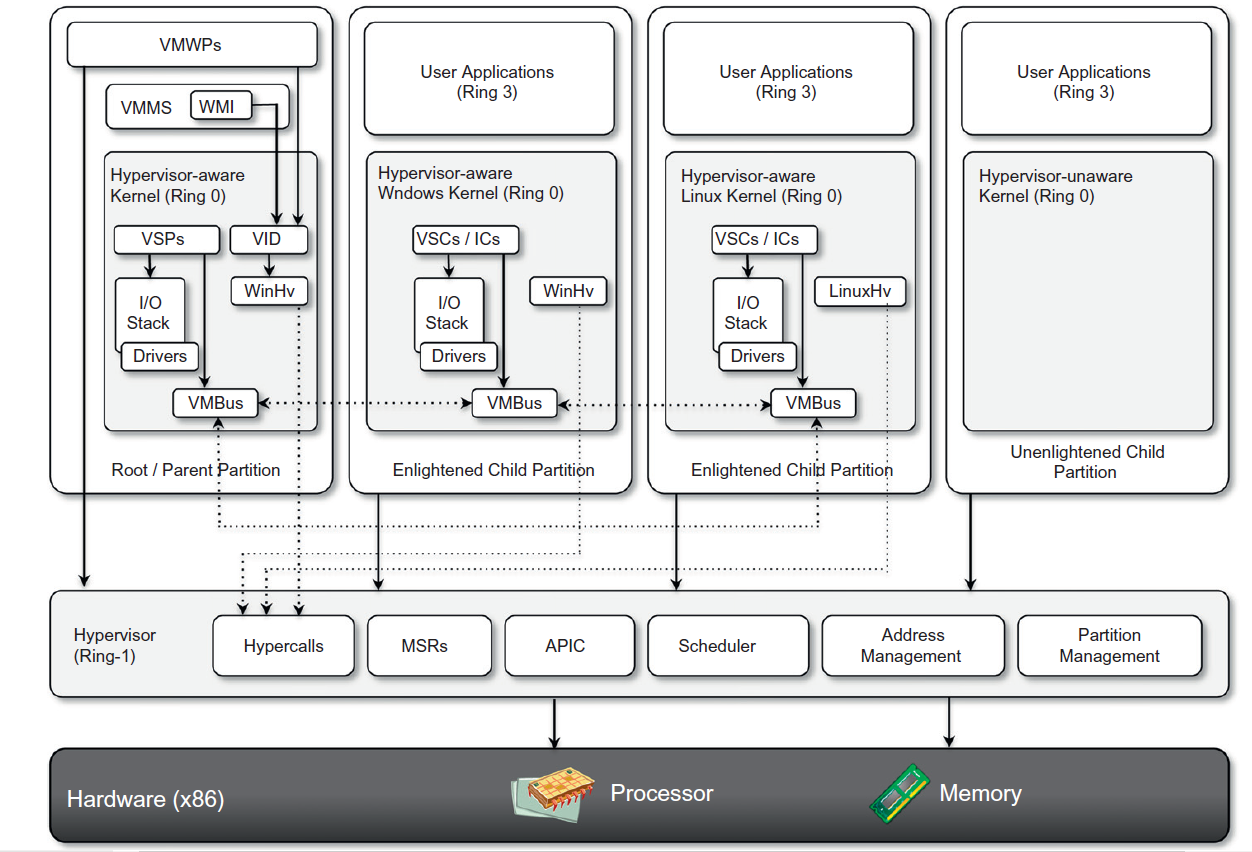 VMWPs
VMMS
WMI
Hypervisor-aware
Kernel (Ring 0)
VSPs
VID
I/O
Stack
WinHv
Drivers
VMBus
Root / Parent Partition
User Applications
(Ring 3)
Hypervisor-aware
Wndows Kernel (Ring 0)
VSCs / ICs
I/O
Stack
WinHv
Drivers
VMBus
Enlightened Child Partition
User Applications
(Ring 3)
Hypervisor-aware
Linux Kernel (Ring 0)
VSCs / ICs
I/O
Stack
LinuxHv
Drivers
VMBus
Enlightened Child Partition
User Applications
(Ring 3)
Hypervisor-unaware
Kernel (Ring 0)
Unenlightened Child
Partition
Hypervisor
(Ring-1)
Hypercalls
MSRs
APIC
Scheduler
Address
Management
Partition
Management
Hardware (x86)
Processor
Memory